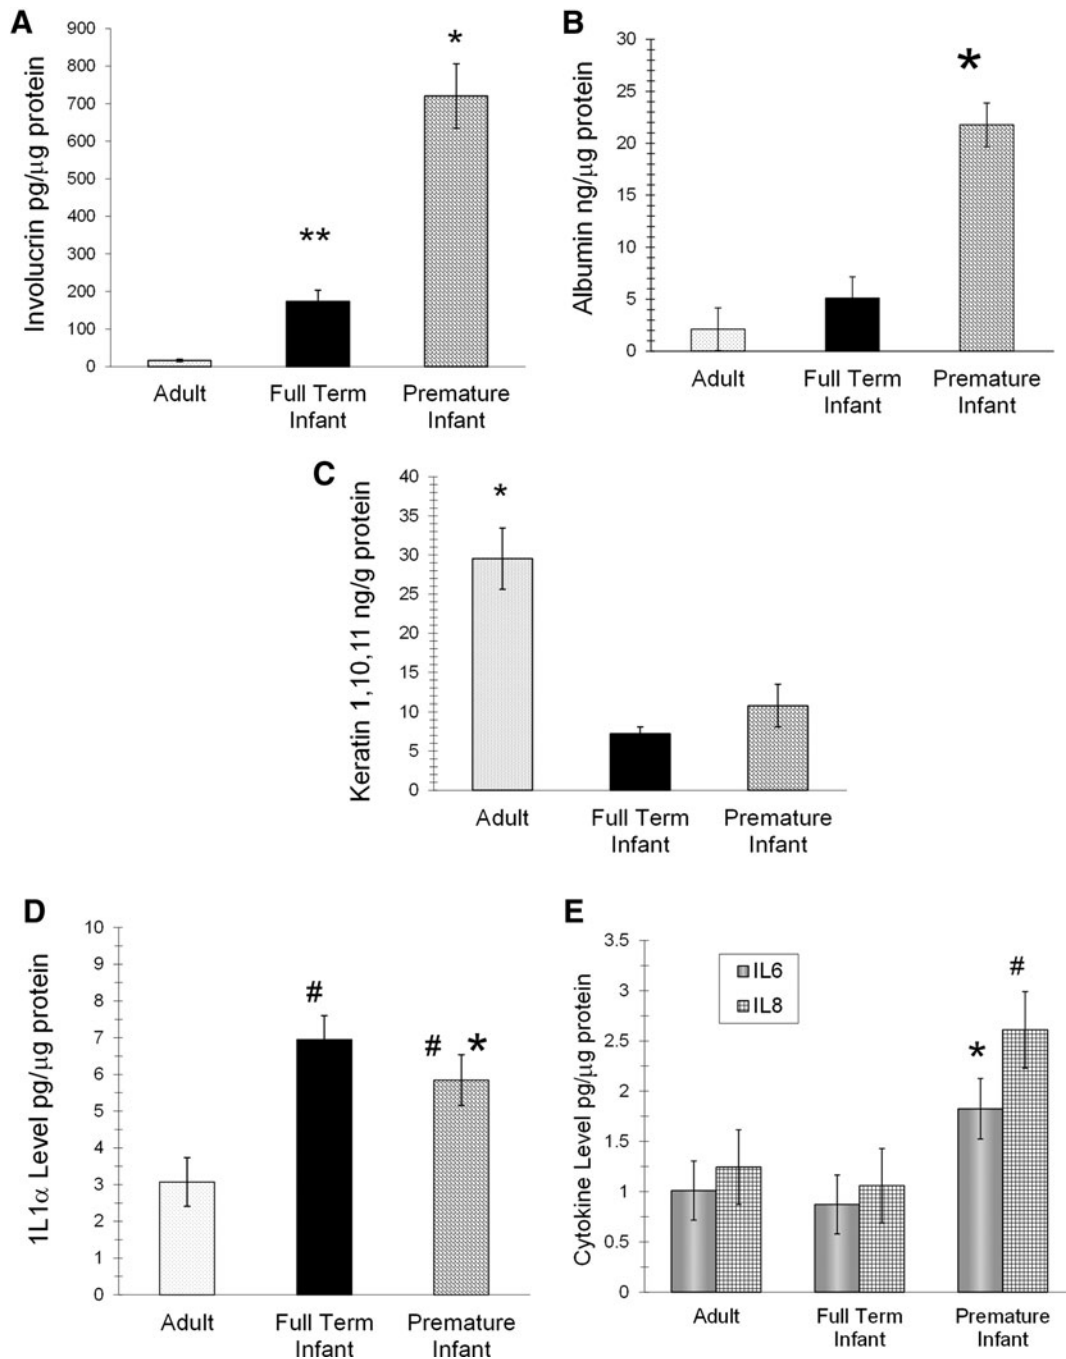 A
Involucrin pg/μg protein
900
800
700
600
500
400
300
200
100
0
**
*
Adult
Full Term
Infant
Premature
Infant
B
Albumin ng/μg protein
30
25
20
15
10
5
0
*
Adult
Full Term
Infant
Premature
Infant
C
Keratin 1,10,11 ng/g protein
40
35
30
25
20
15
10
5
0
*
Adult
Full Term
Infant
Premature
Infant
D
1L1α Level pg/μg protein
10
9
8
7
6
5
4
3
2
1
0
#
# *
Adult
Full Term
Infant
Premature
Infant
E
Cytokine Level pg/μg protein
3.5
3
2.5
2
1.5
1
0.5
0
IL6
IL8
*
#
Adult
Full Term
Infant
Premature
Infant